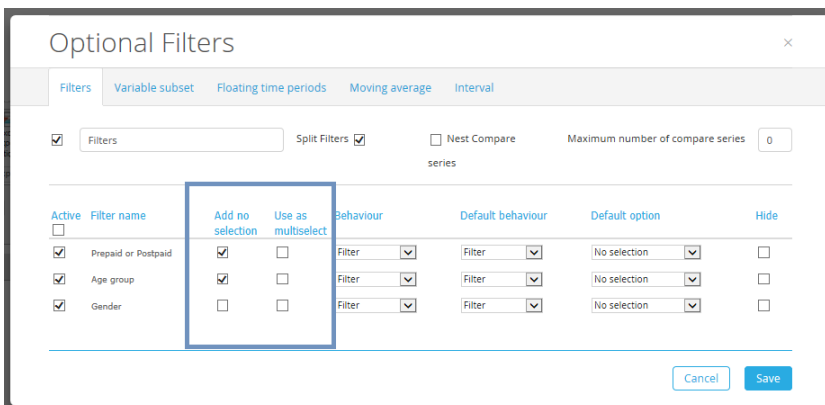 Optional Filters
Filters Variable subset Floating time periods Moving average Interval
Filters Split Filters Nest Compare series Maximum number of compare series 0
Active Filter name Add no selection Use as multiselect Behaviour Default behaviour Default option Hide
Prepaid or Postpaid Filter Filter No selection
Age group Filter Filter No selection
Gender Filter Filter No selection
Cancel Save